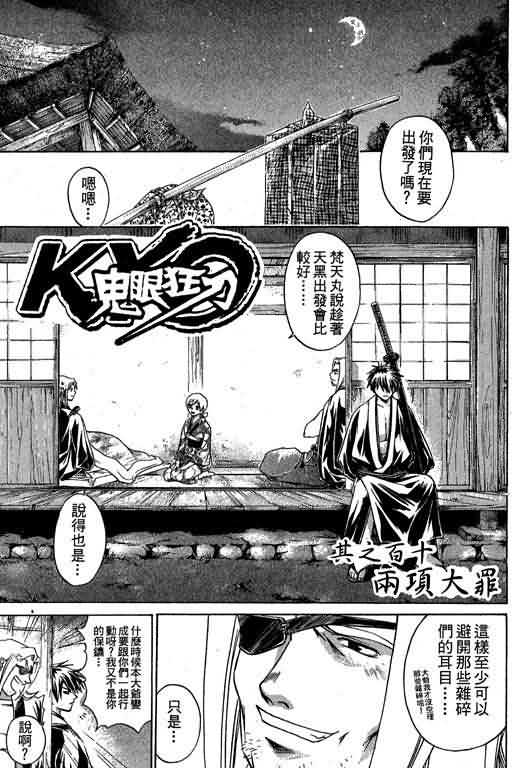 你們現在要
出發了嗎？
嗯嗯…
KYO
鬼眼狂刀
梵天丸說趁著
天黑出發會比
較好……
說得也是…
其之百十
兩項大罪
這樣至少可以
避開那些雜碎
們的耳目…
只是…
什麼時候本大爺變
成要跟你們一起行
動呀？我又不是你
的保鑣…
說啊？